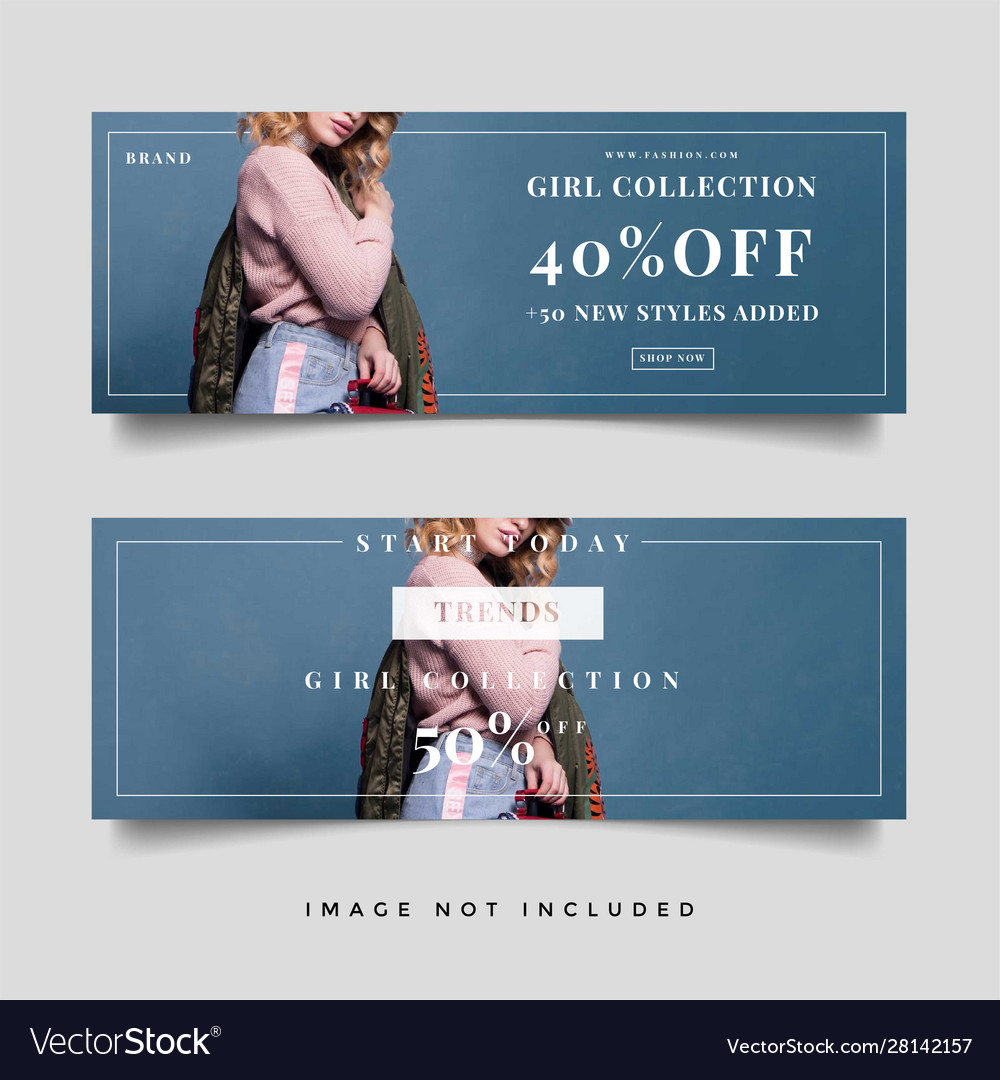 BRAND
WWW.FASHION.COM
GIRL COLLECTION
40%OFF
+50 NEW STYLES ADDED
SHOP NOW
START TODAY
TRENDS
GIRL COLLECTION
50% OFF
IMAGE NOT INCLUDED
VectorStock®
VectorStock.com/28142157